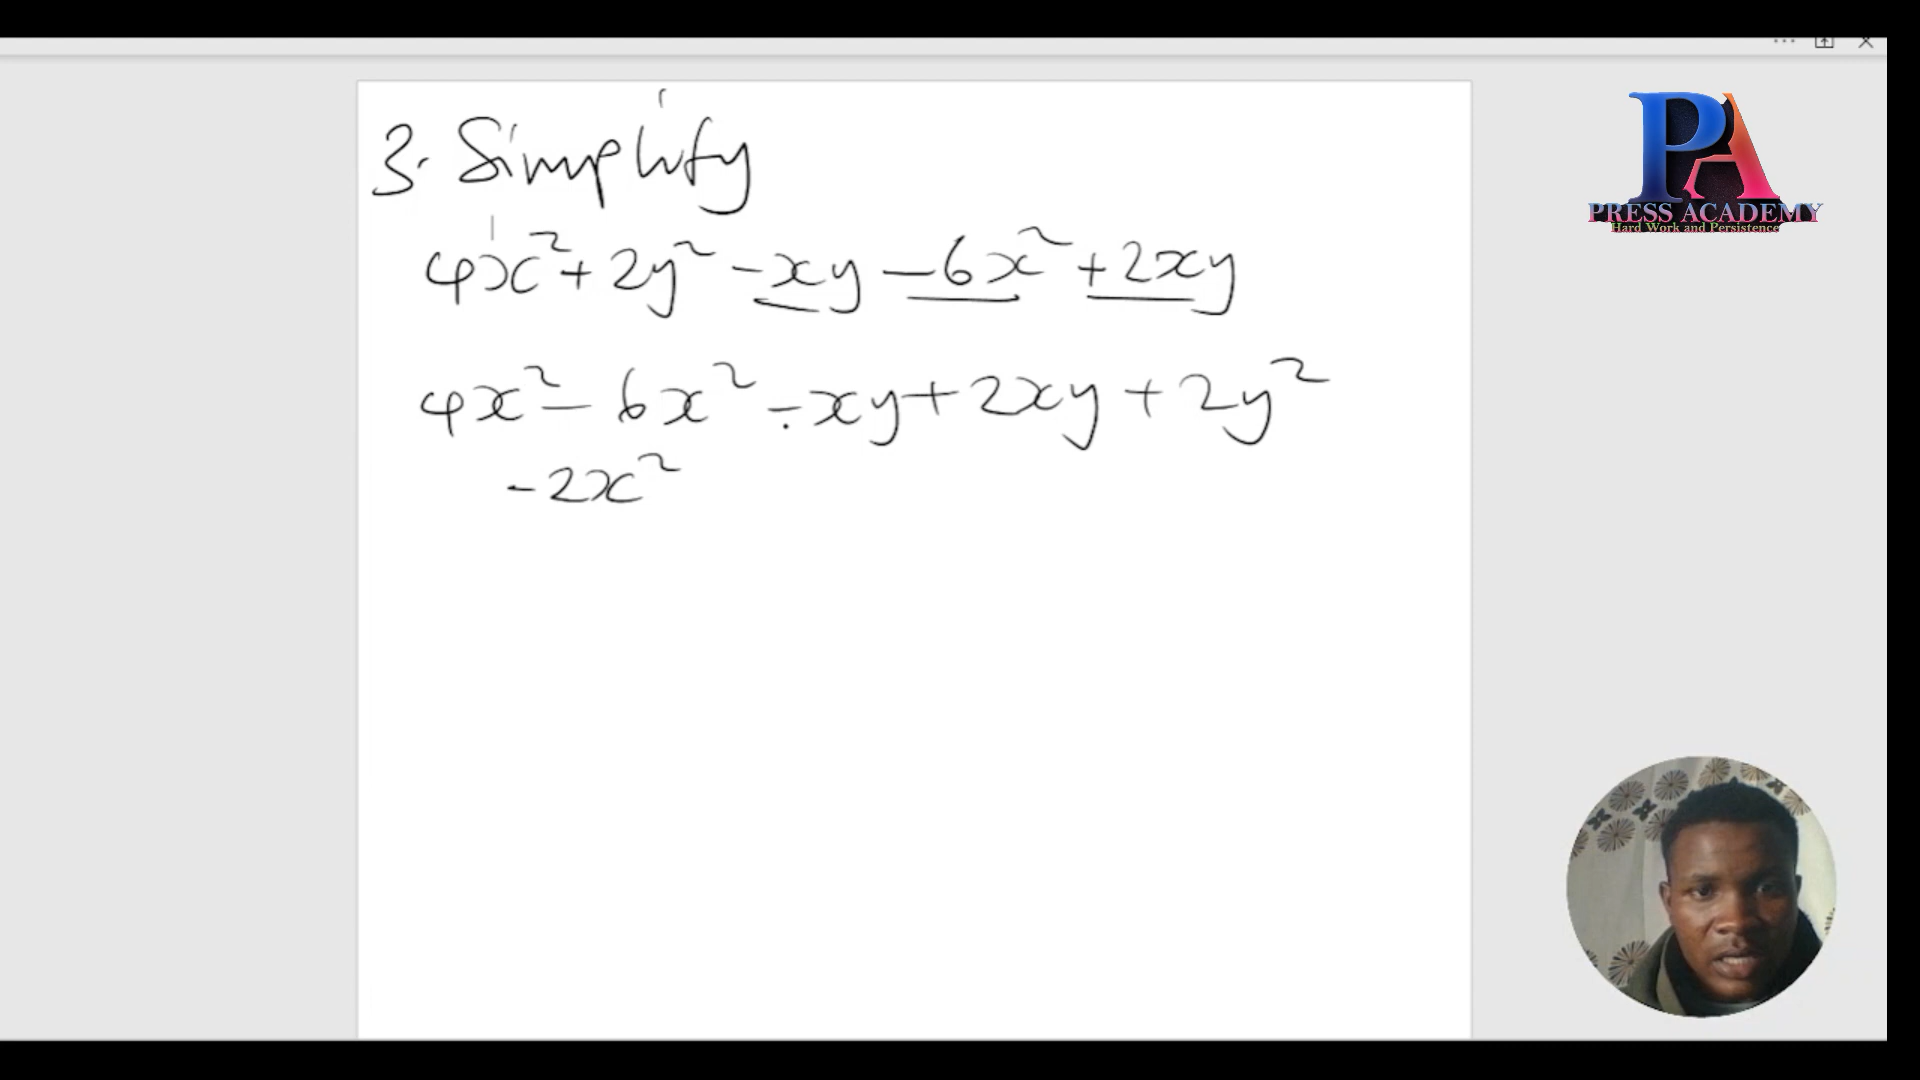 3. Simplify
4x² + 2y² - xy - 6x² + 2xy
4x² - 6x² - xy + 2xy + 2y²
-2x²
PA
PRESS ACADEMY
Hard Work and Persistence